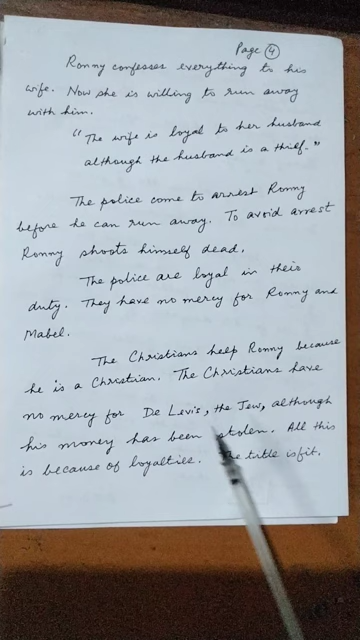 Page 4
Ronny confesses everything to his
wife. Now she is willing to run away
with him.
"The wife is loyal to her husband
although the husband is a thief."
The police come to arrest Ronny
before he can run away. To avoid arrest
Ronny shoots himself dead.
The police are loyal in their
duty. They have no mercy for Ronny and
Mabel.
The Christians help Ronny because
he is a Christian. The Christians have
no mercy for De Levis, the Jew, although
his money has been stolen. All this
is because of loyalties. The title is fit.